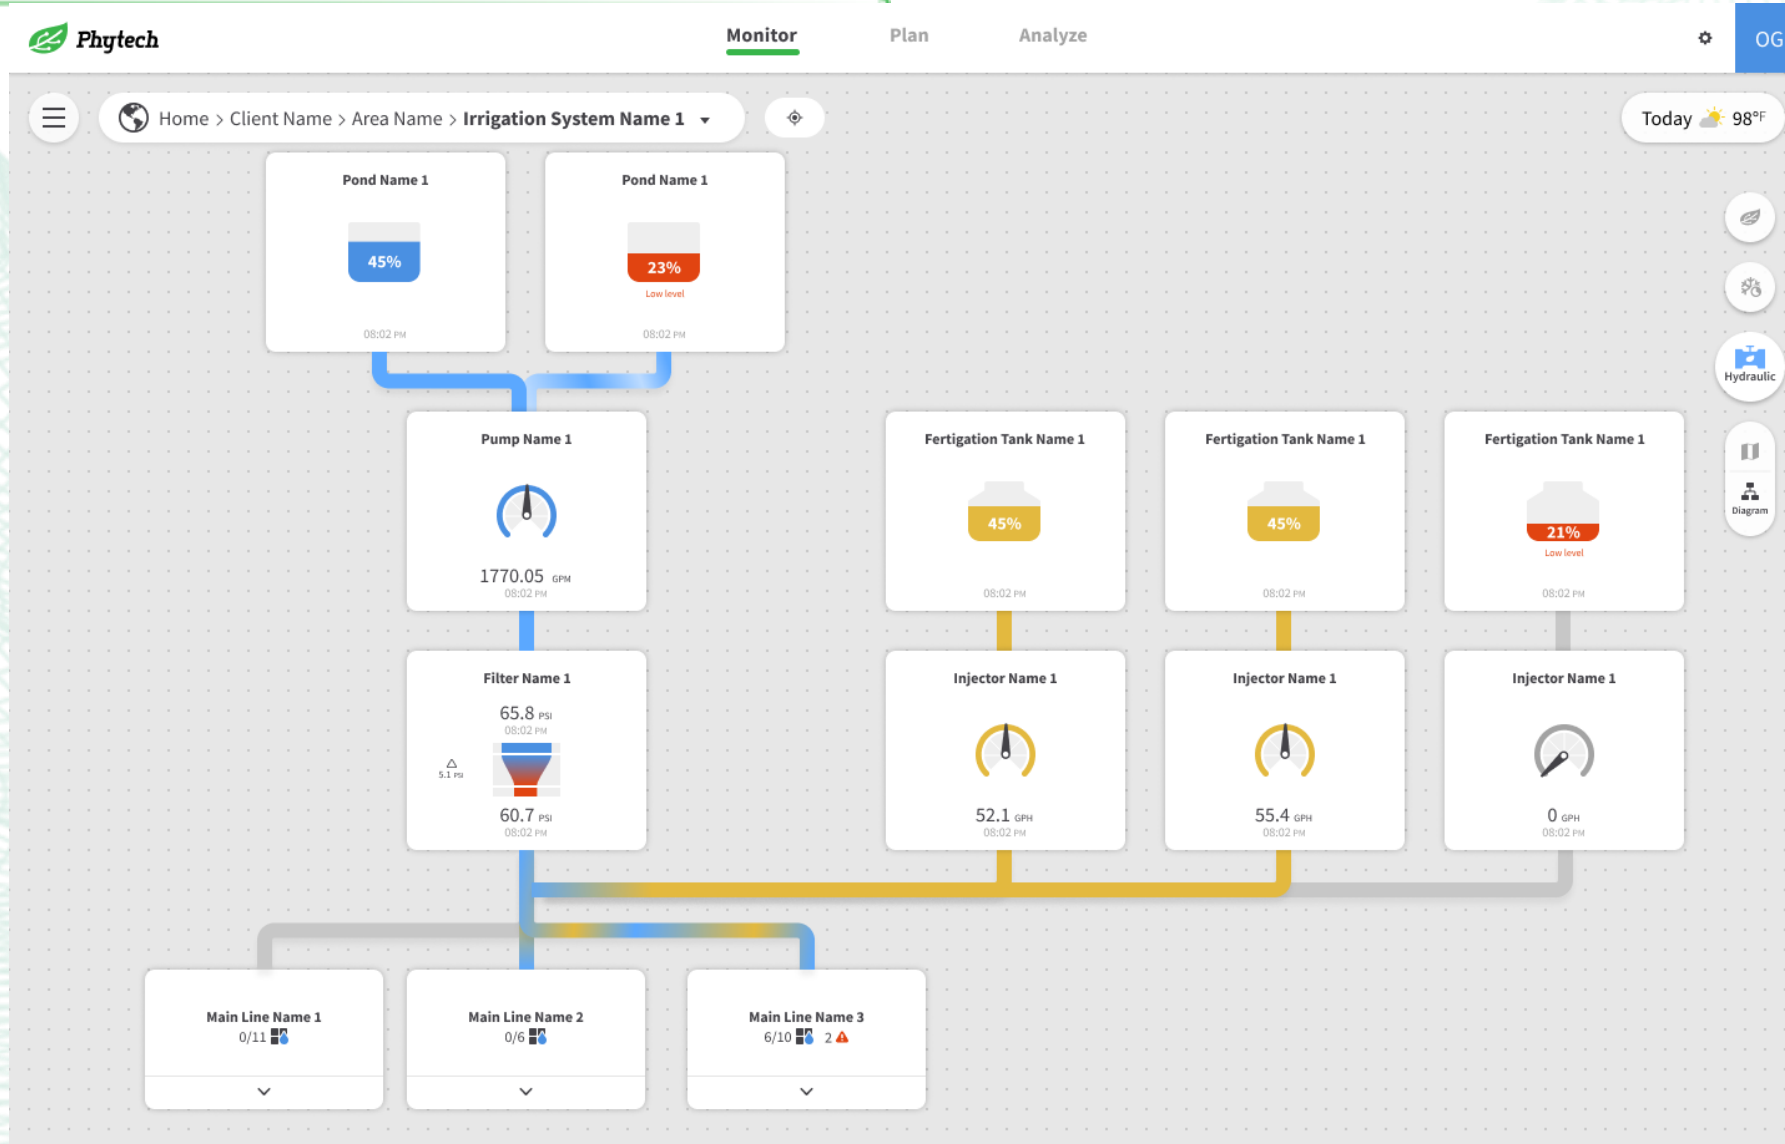 Phytech
Monitor
Plan
Analyze
OG
Home > Client Name > Area Name > Irrigation System Name 1
Today
98°F
Pond Name 1
45%
08:02 PM
Pond Name 1
23%
Low level
08:02 PM
Hydraulic
Diagram
Pump Name 1
1770.05 GPM
08:02 PM
Fertigation Tank Name 1
45%
08:02 PM
Fertigation Tank Name 1
45%
08:02 PM
Fertigation Tank Name 1
21%
Low level
08:02 PM
Filter Name 1
65.8 PSI
08:02 PM
△
5.1 PSI
60.7 PSI
08:02 PM
Injector Name 1
52.1 GPH
08:02 PM
Injector Name 1
55.4 GPH
08:02 PM
Injector Name 1
0 GPH
08:02 PM
Main Line Name 1
0/11
Main Line Name 2
0/6
Main Line Name 3
6/10 2